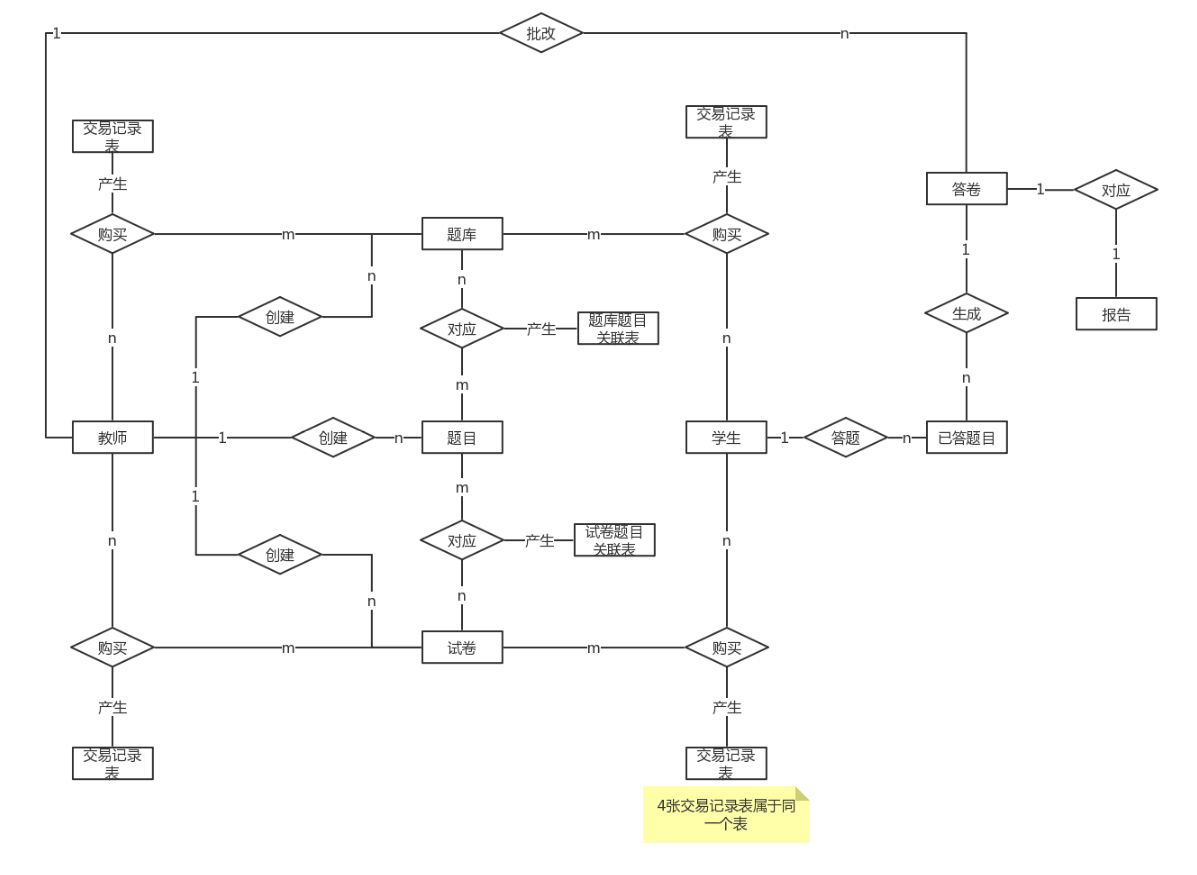 批改
1
n
交易记录
表
交易记录
表
产生
产生
答卷
1
对应
购买
m
题库
m
购买
1
1
n
n
创建
生成
报告
对应
产生
题库题目
关联表
n
n
1
m
n
教师
1
创建
n
题目
学生
1
答题
n
已答题目
m
1
试卷题目
关联表
n
对应
产生
n
创建
n
n
购买
m
试卷
m
购买
产生
产生
交易记录
表
交易记录
表
4张交易记录表属于同
一个表